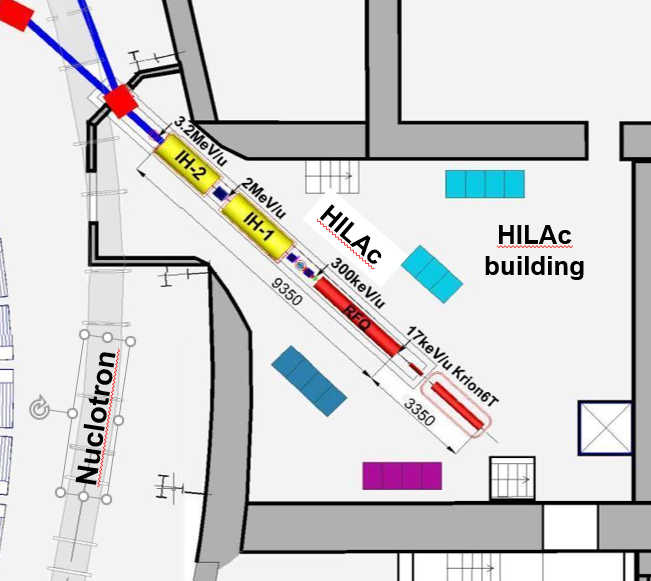 3.2MeV/u
IH-2
2MeV/u
IH-1
HILAc
HILAc
building
300keV/u
9350
RFQ
17keV/u Krion6T
3350
Nuclotron